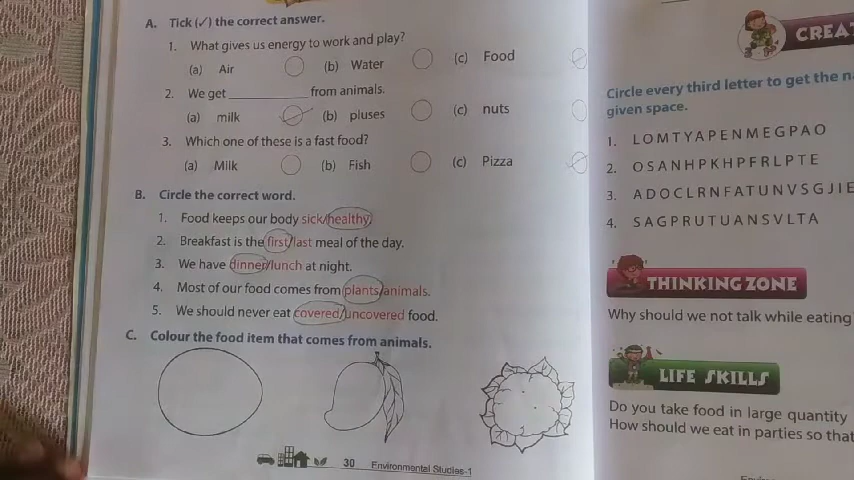 A. Tick (✓) the correct answer.
1. What gives us energy to work and play?
(a) Air (b) Water (c) Food
2. We get __________ from animals.
(a) milk (b) pluses (c) nuts
3. Which one of these is a fast food?
(a) Milk (b) Fish (c) Pizza
B. Circle the correct word.
1. Food keeps our body sick/healthy.
2. Breakfast is the first/last meal of the day.
3. We have dinner/lunch at night.
4. Most of our food comes from plants/animals.
5. We should never eat covered/uncovered food.
C. Colour the food item that comes from animals.
30 Environmental Studies-1
CREA
Circle every third letter to get the n
given space.
1. L O M T Y A P E N M E G P A O
2. O S A N H P K H P F R L P T E
3. A D O C L R N F A T U N V S G J I E
4. S A G P R U T U A N S V L T A
THINKING ZONE
Why should we not talk while eating
LIFE SKILLS
Do you take food in large quantity
How should we eat in parties so that